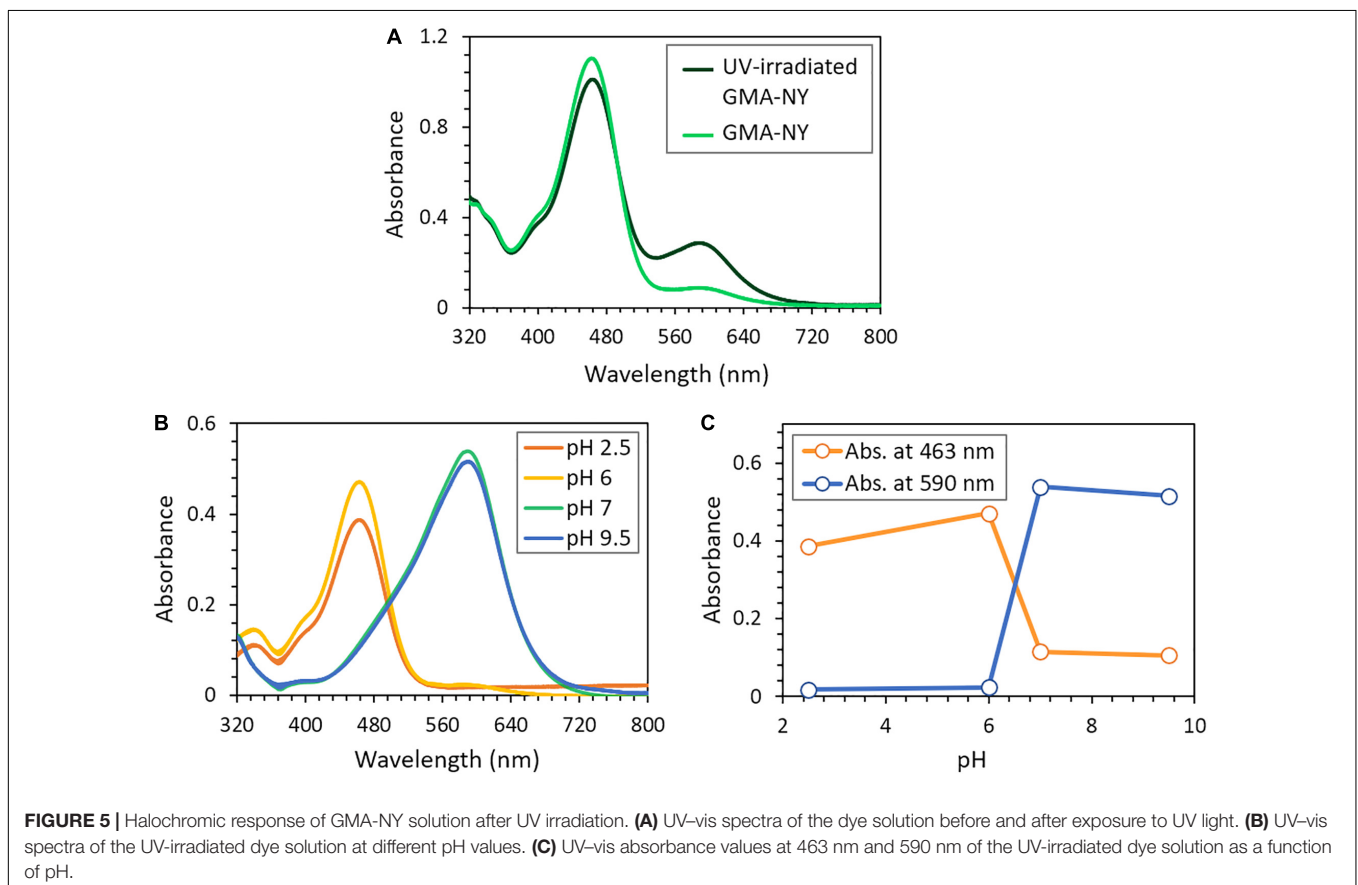 A
1.2
0.8
0.4
0
Absorbance
UV-irradiated
GMA-NY
GMA-NY
320 400 480 560 640 720 800
Wavelength (nm)
B
0.6
0.4
0.2
0
Absorbance
pH 2.5
pH 6
pH 7
pH 9.5
320 400 480 560 640 720 800
Wavelength (nm)
C
0.6
0.4
0.2
0
Absorbance
Abs. at 463 nm
Abs. at 590 nm
2 4 6 8 10
pH
FIGURE 5 | Halochromic response of GMA-NY solution after UV irradiation. (A) UV–vis spectra of the dye solution before and after exposure to UV light. (B) UV–vis
spectra of the UV-irradiated dye solution at different pH values. (C) UV–vis absorbance values at 463 nm and 590 nm of the UV-irradiated dye solution as a function
of pH.